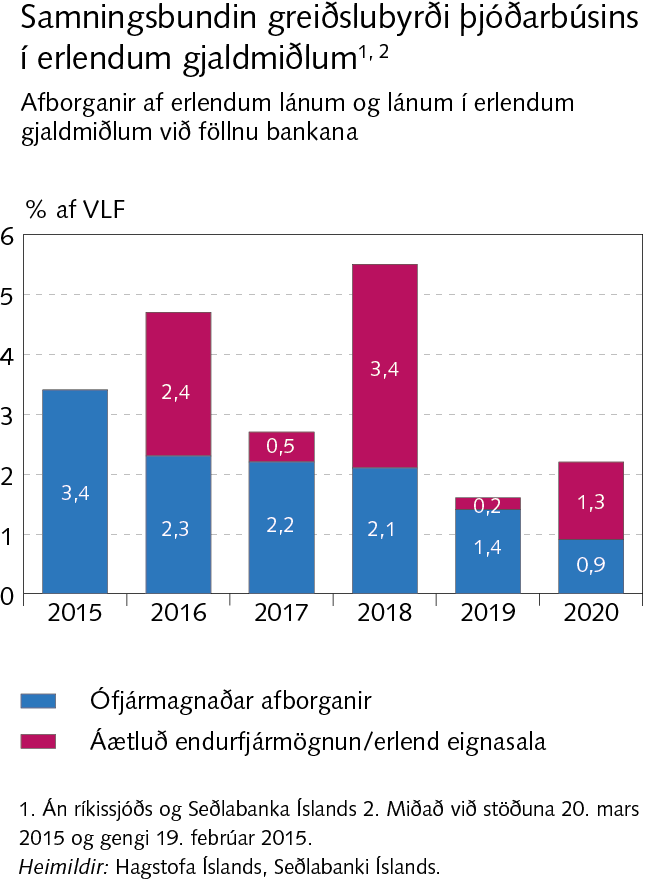 Samningsbundin greiðslubyrði þjóðarbúsins
í erlendum gjaldmiðlum1, 2
Afborganir af erlendum lánum og lánum í erlendum
gjaldmiðlum við föllnu bankana
% af VLF
6
5
4
3
2
1
0
3,4
2,4
2,3
0,5
2,2
3,4
2,1
0,2
1,4
1,3
0,9
2015 2016 2017 2018 2019 2020
Ófjármagnaðar afborganir
Áætluð endurfjármögnun/erlend eignasala
1. Án ríkissjóðs og Seðlabanka Íslands 2. Miðað við stöðuna 20. mars
2015 og gengi 19. febrúar 2015.
Heimildir: Hagstofa Íslands, Seðlabanki Íslands.